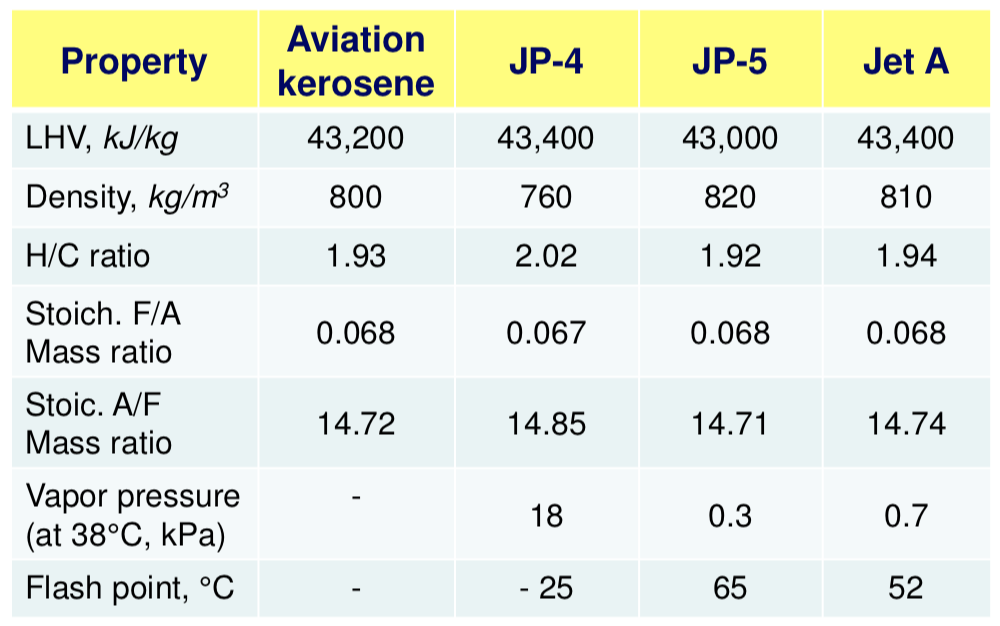 Property Aviation kerosene JP-4 JP-5 Jet A
LHV, kJ/kg 43,200 43,400 43,000 43,400
Density, kg/m³ 800 760 820 810
H/C ratio 1.93 2.02 1.92 1.94
Stoich. F/A Mass ratio 0.068 0.067 0.068 0.068
Stoic. A/F Mass ratio 14.72 14.85 14.71 14.74
Vapor pressure (at 38°C, kPa) - 18 0.3 0.7
Flash point, °C - - 25 65 52